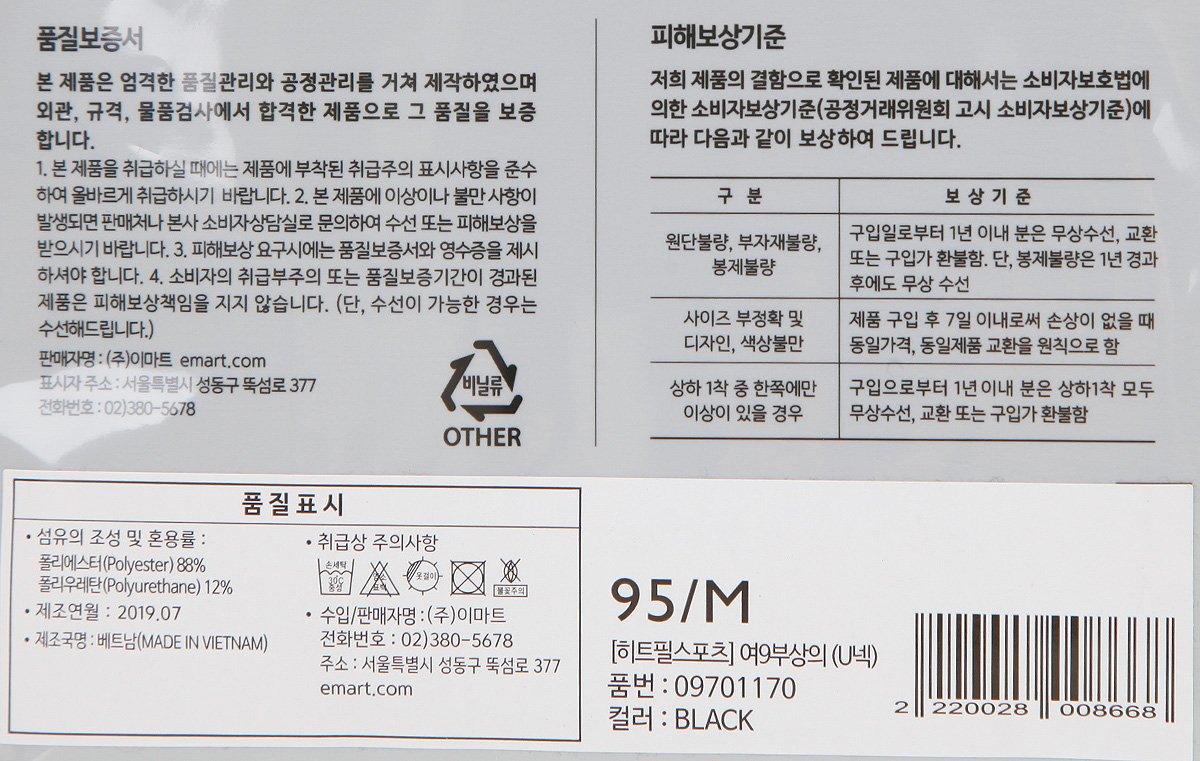 품질보증서
본 제품은 엄격한 품질관리와 공정관리를 거쳐 제작하였으며
외관, 규격, 물품검사에서 합격한 제품으로 그 품질을 보증
합니다.
1. 본 제품을 취급하실 때에는 제품에 부착된 취급주의 표시사항을 준수
하여 올바르게 취급하시기 바랍니다. 2. 본 제품에 이상이나 불만 사항이
발생되면 판매처나 본사 소비자상담실로 문의하여 수선 또는 피해보상을
받으시기 바랍니다. 3. 피해보상 요구시에는 품질보증서와 영수증을 제시
하셔야 합니다. 4. 소비자의 취급부주의 또는 품질보증기간이 경과된
제품은 피해보상책임을 지지 않습니다. (단, 수선이 가능한 경우는
수선해드립니다.)
판매자명 : (주)이마트 emart.com
표시자 주소 : 서울특별시 성동구 뚝섬로 377
전화번호 : 02)380-5678
비닐류
OTHER
피해보상기준
저희 제품의 결함으로 확인된 제품에 대해서는 소비자보호법에
의한 소비자보상기준(공정거래위원회 고시 소비자보상기준)에
따라 다음과 같이 보상하여 드립니다.
구 분
보 상 기 준
원단불량, 부자재불량,
봉제불량
구입일로부터 1년 이내 분은 무상수선, 교환
또는 구입가 환불함. 단, 봉제불량은 1년 경과
후에도 무상 수선
사이즈 부정확 및
디자인, 색상불만
제품 구입 후 7일 이내로써 손상이 없을 때
동일가격, 동일제품 교환을 원칙으로 함
상하 1착 중 한쪽에만
이상이 있을 경우
구입으로부터 1년 이내 분은 상하1착 모두
무상수선, 교환 또는 구입가 환불함
품질표시
• 섬유의 조성 및 혼용률 :
폴리에스터(Polyester) 88%
폴리우레탄(Polyurethane) 12%
• 제조연월 : 2019.07
• 제조국명 : 베트남(MADE IN VIETNAM)
• 취급상 주의사항
손세탁
30℃
중성
옷걸이
불꽃주의
• 수입/판매자명 : (주)이마트
전화번호 : 02)380-5678
주소 : 서울특별시 성동구 뚝섬로 377
emart.com
95/M
[히트필스포츠] 여9부상의 (U넥)
품번 : 09701170
컬러 : BLACK
2 220028 008668